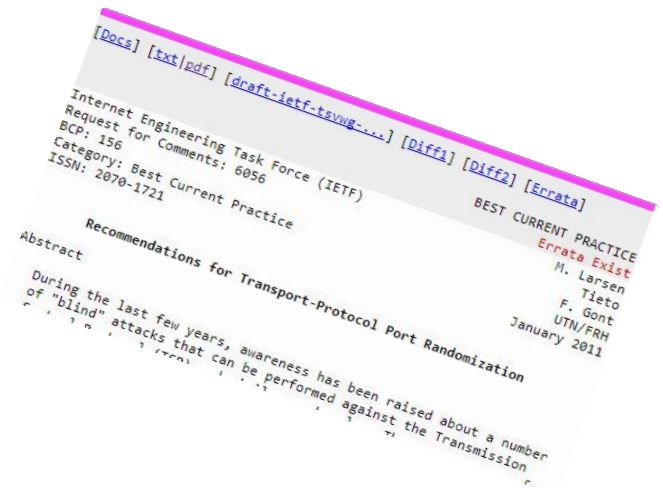 [Docs] [txt|pdf] [draft-ietf-tsvwg-...] [Diff1] [Diff2] [Errata]
BEST CURRENT PRACTICE
Errata Exist
Internet Engineering Task Force (IETF) M. Larsen
Request for Comments: 6056 Tieto
BCP: 156 F. Gont
Category: Best Current Practice UTN/FRH
ISSN: 2070-1721 January 2011
Recommendations for Transport-Protocol Port Randomization
Abstract
During the last few years, awareness has been raised about a number
of "blind" attacks that can be performed against the Transmission